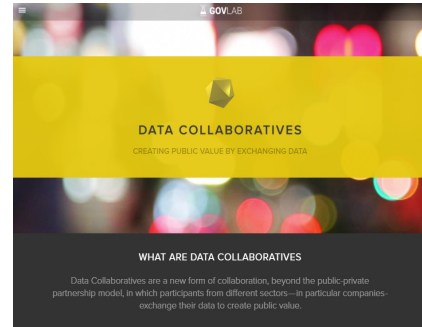 GOVLAB
DATA COLLABORATIVES
CREATING PUBLIC VALUE BY EXCHANGING DATA
WHAT ARE DATA COLLABORATIVES
Data Collaboratives are a new form of collaboration, beyond the public-private
partnership model, in which participants from different sectors—in particular companies-
exchange their data to create public value.